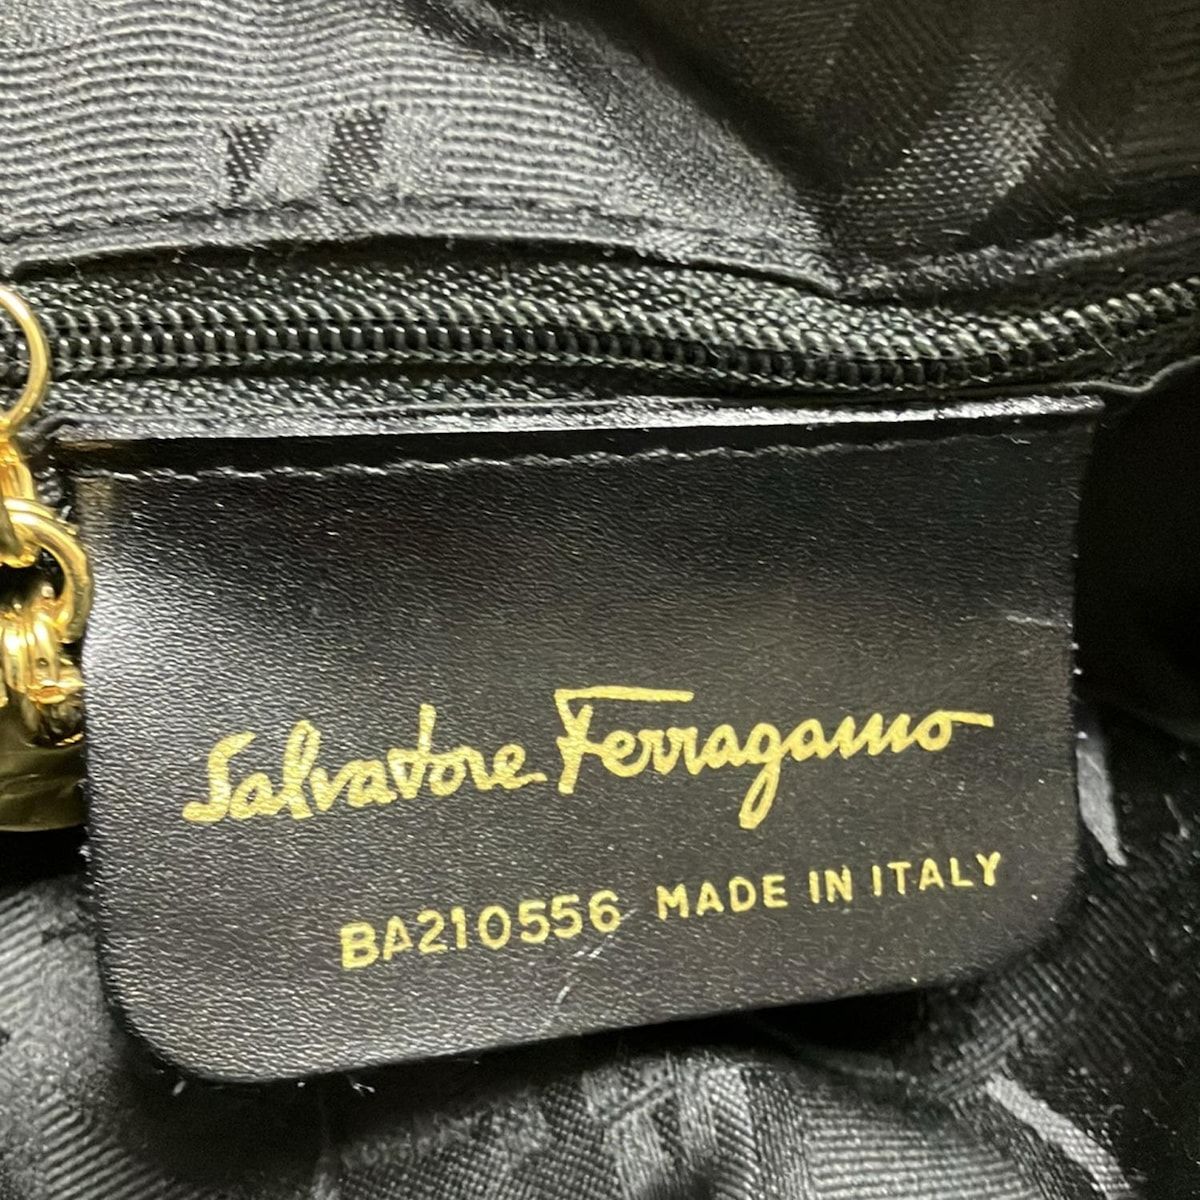 Salvatore Ferragamo
BA210556 MADE IN ITALY